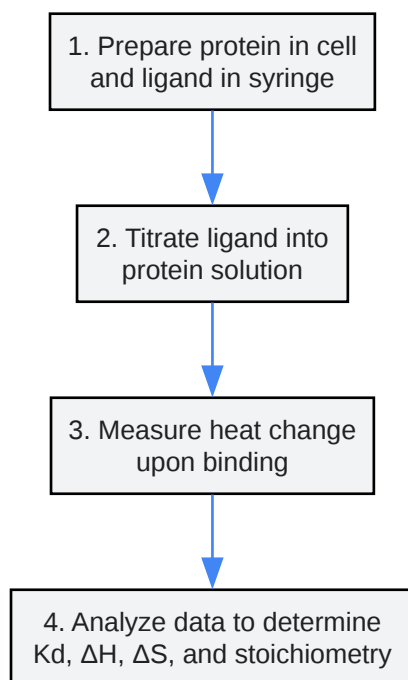 1. Prepare protein in cell
and ligand in syringe
2. Titrate ligand into
protein solution
3. Measure heat change
upon binding
4. Analyze data to determine
Kd, ΔH, ΔS, and stoichiometry